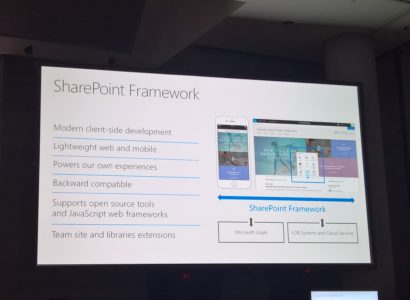 SharePoint Framework
Modern client-side development
Lightweight web and mobile
Powers our own experiences
Backward compatible
Supports open source tools
and JavaScript web frameworks
Team site and libraries extensions
SharePoint Framework
Microsoft Graph
LOB Systems and Cloud Services